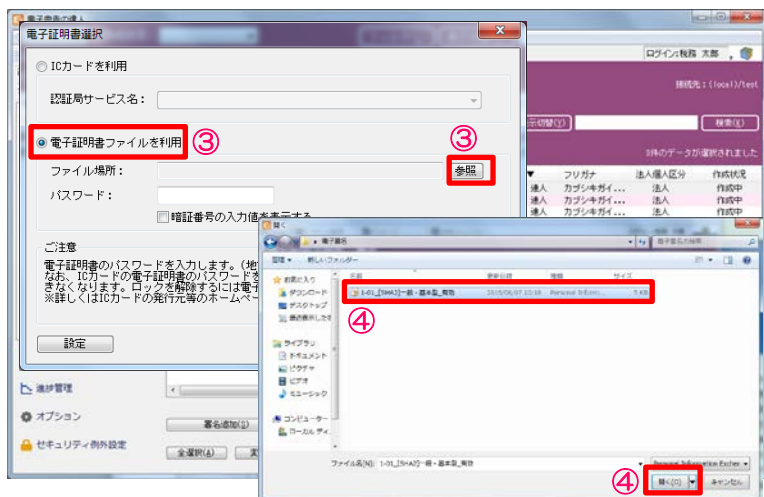 電子申告の達人
電子証明書選択
ICカードを利用
認証局サービス名：
電子証明書ファイルを利用
③
③
ファイル場所：
参照
パスワード：
暗証番号の入力値を表示する
ご注意
電子証明書のパスワードを入力します。（地
なお、ICカードの電子証明書のパスワードを
きなくなります。ロックを解除するには電子
※詳しくはICカードの発行元等のホームペー
設定
ログイン:税務 太郎
接続先：(local)/test
示切替(Y)
検索(K)
3件のデータが選択されました
フリガナ 法人個人区分 作成状況
達人 カブシキガイ... 法人 作成中
達人 カブシキガイ... 法人 作成中
達人 カブシキガイ... 法人 作成中
進捗管理
オプション
セキュリティ例外設定
署名追加(I)
全選択(A)
変
開く
電子署名
電子署名の検索
整理 新しいフォルダー
名前 更新日時 種類 サイズ
お気に入り
ダウンロード
デスクトップ
最近表示した場
ライブラリ
ドキュメント
ピクチャ
ビデオ
ミュージック
コンピューター
ローカル ディ
1-01_[SHA2]一般・基本型_有効 Personal Inform... 5 KB
④
ファイル名(N): 1-01_[SHA2]一般・基本型_有効
Personal Information Exchan
④
開く(O)
キャンセル